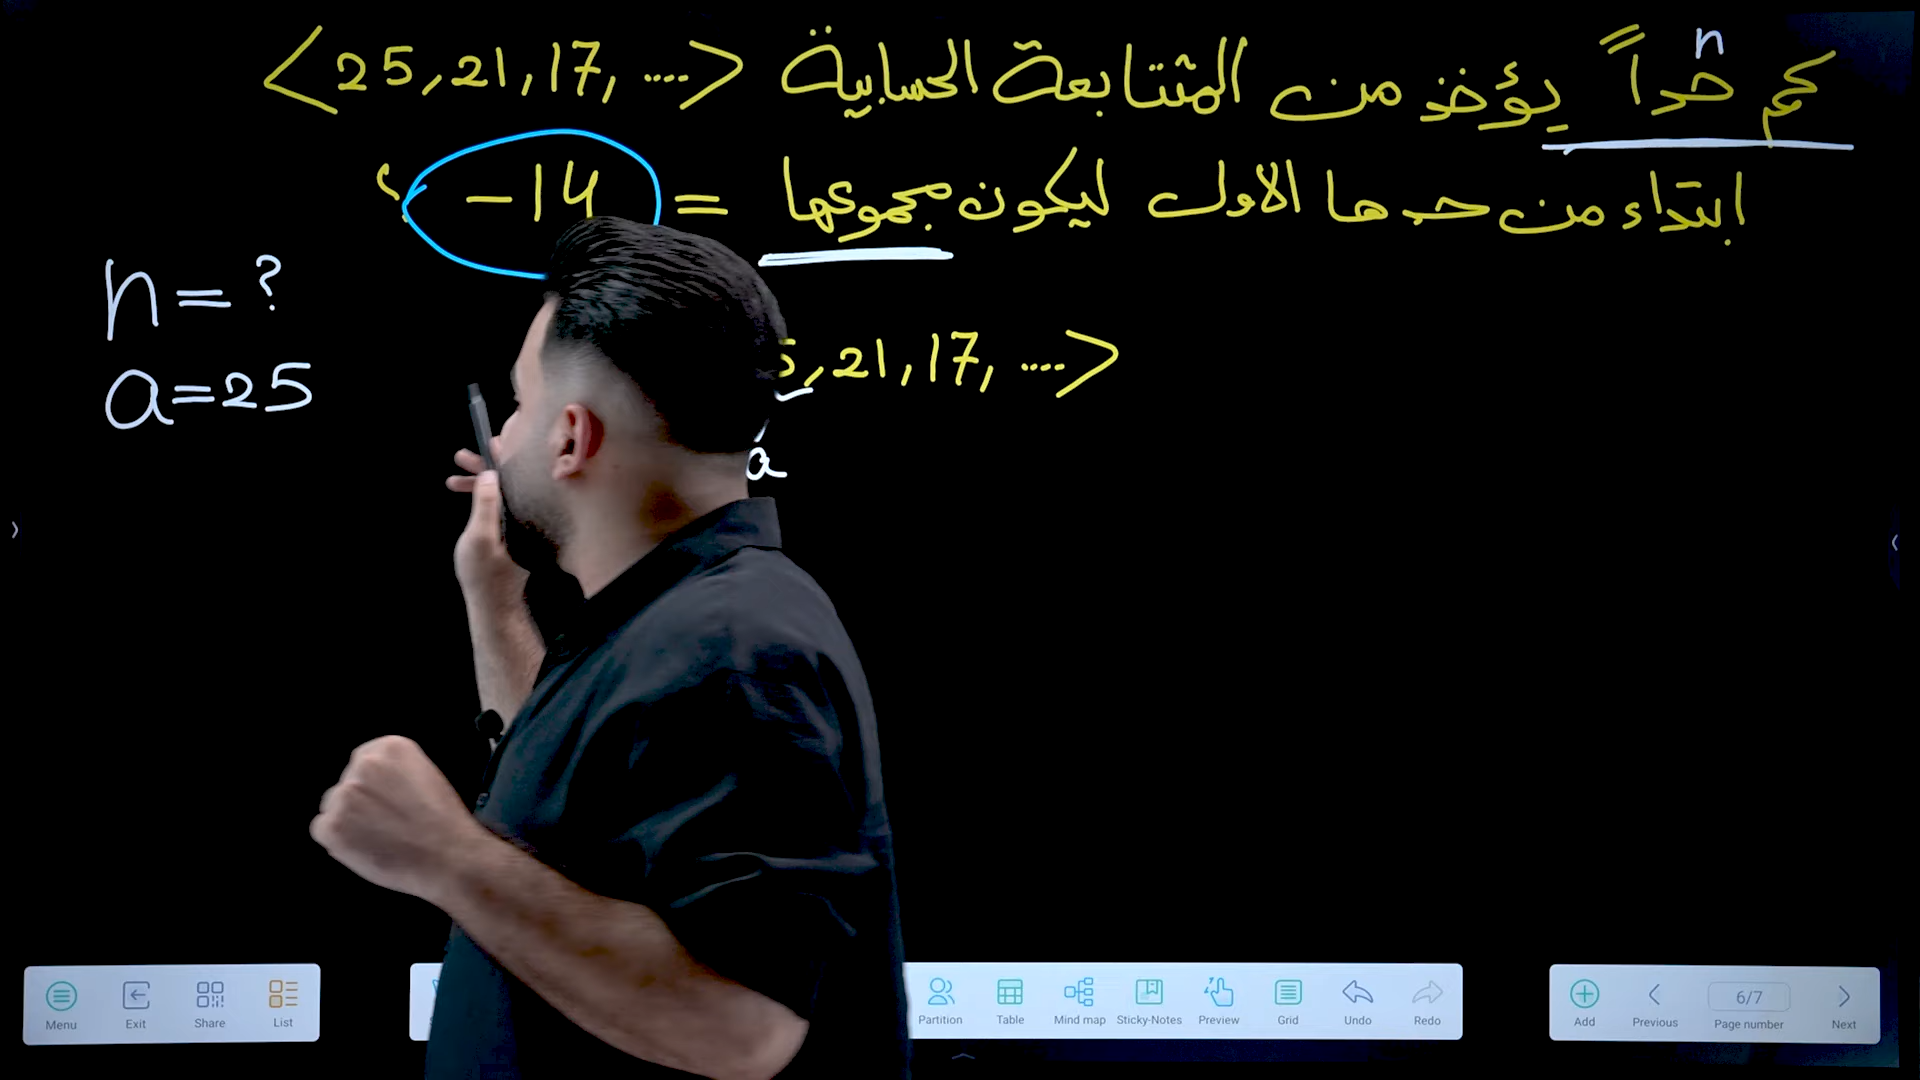 كم حداً يؤخذ من المتتابعة الحسابية <25, 21, 17, ....>
n
ابتداء من حدها الاول ليكون مجموعها = -14 ؟
n = ?
5, 21, 17, ....>
a = 25
a
Menu
Exit
Share
List
Partition
Table
Mind map
Sticky-Notes
Preview
Grid
Undo
Redo
Add
Previous
6/7
Page number
Next